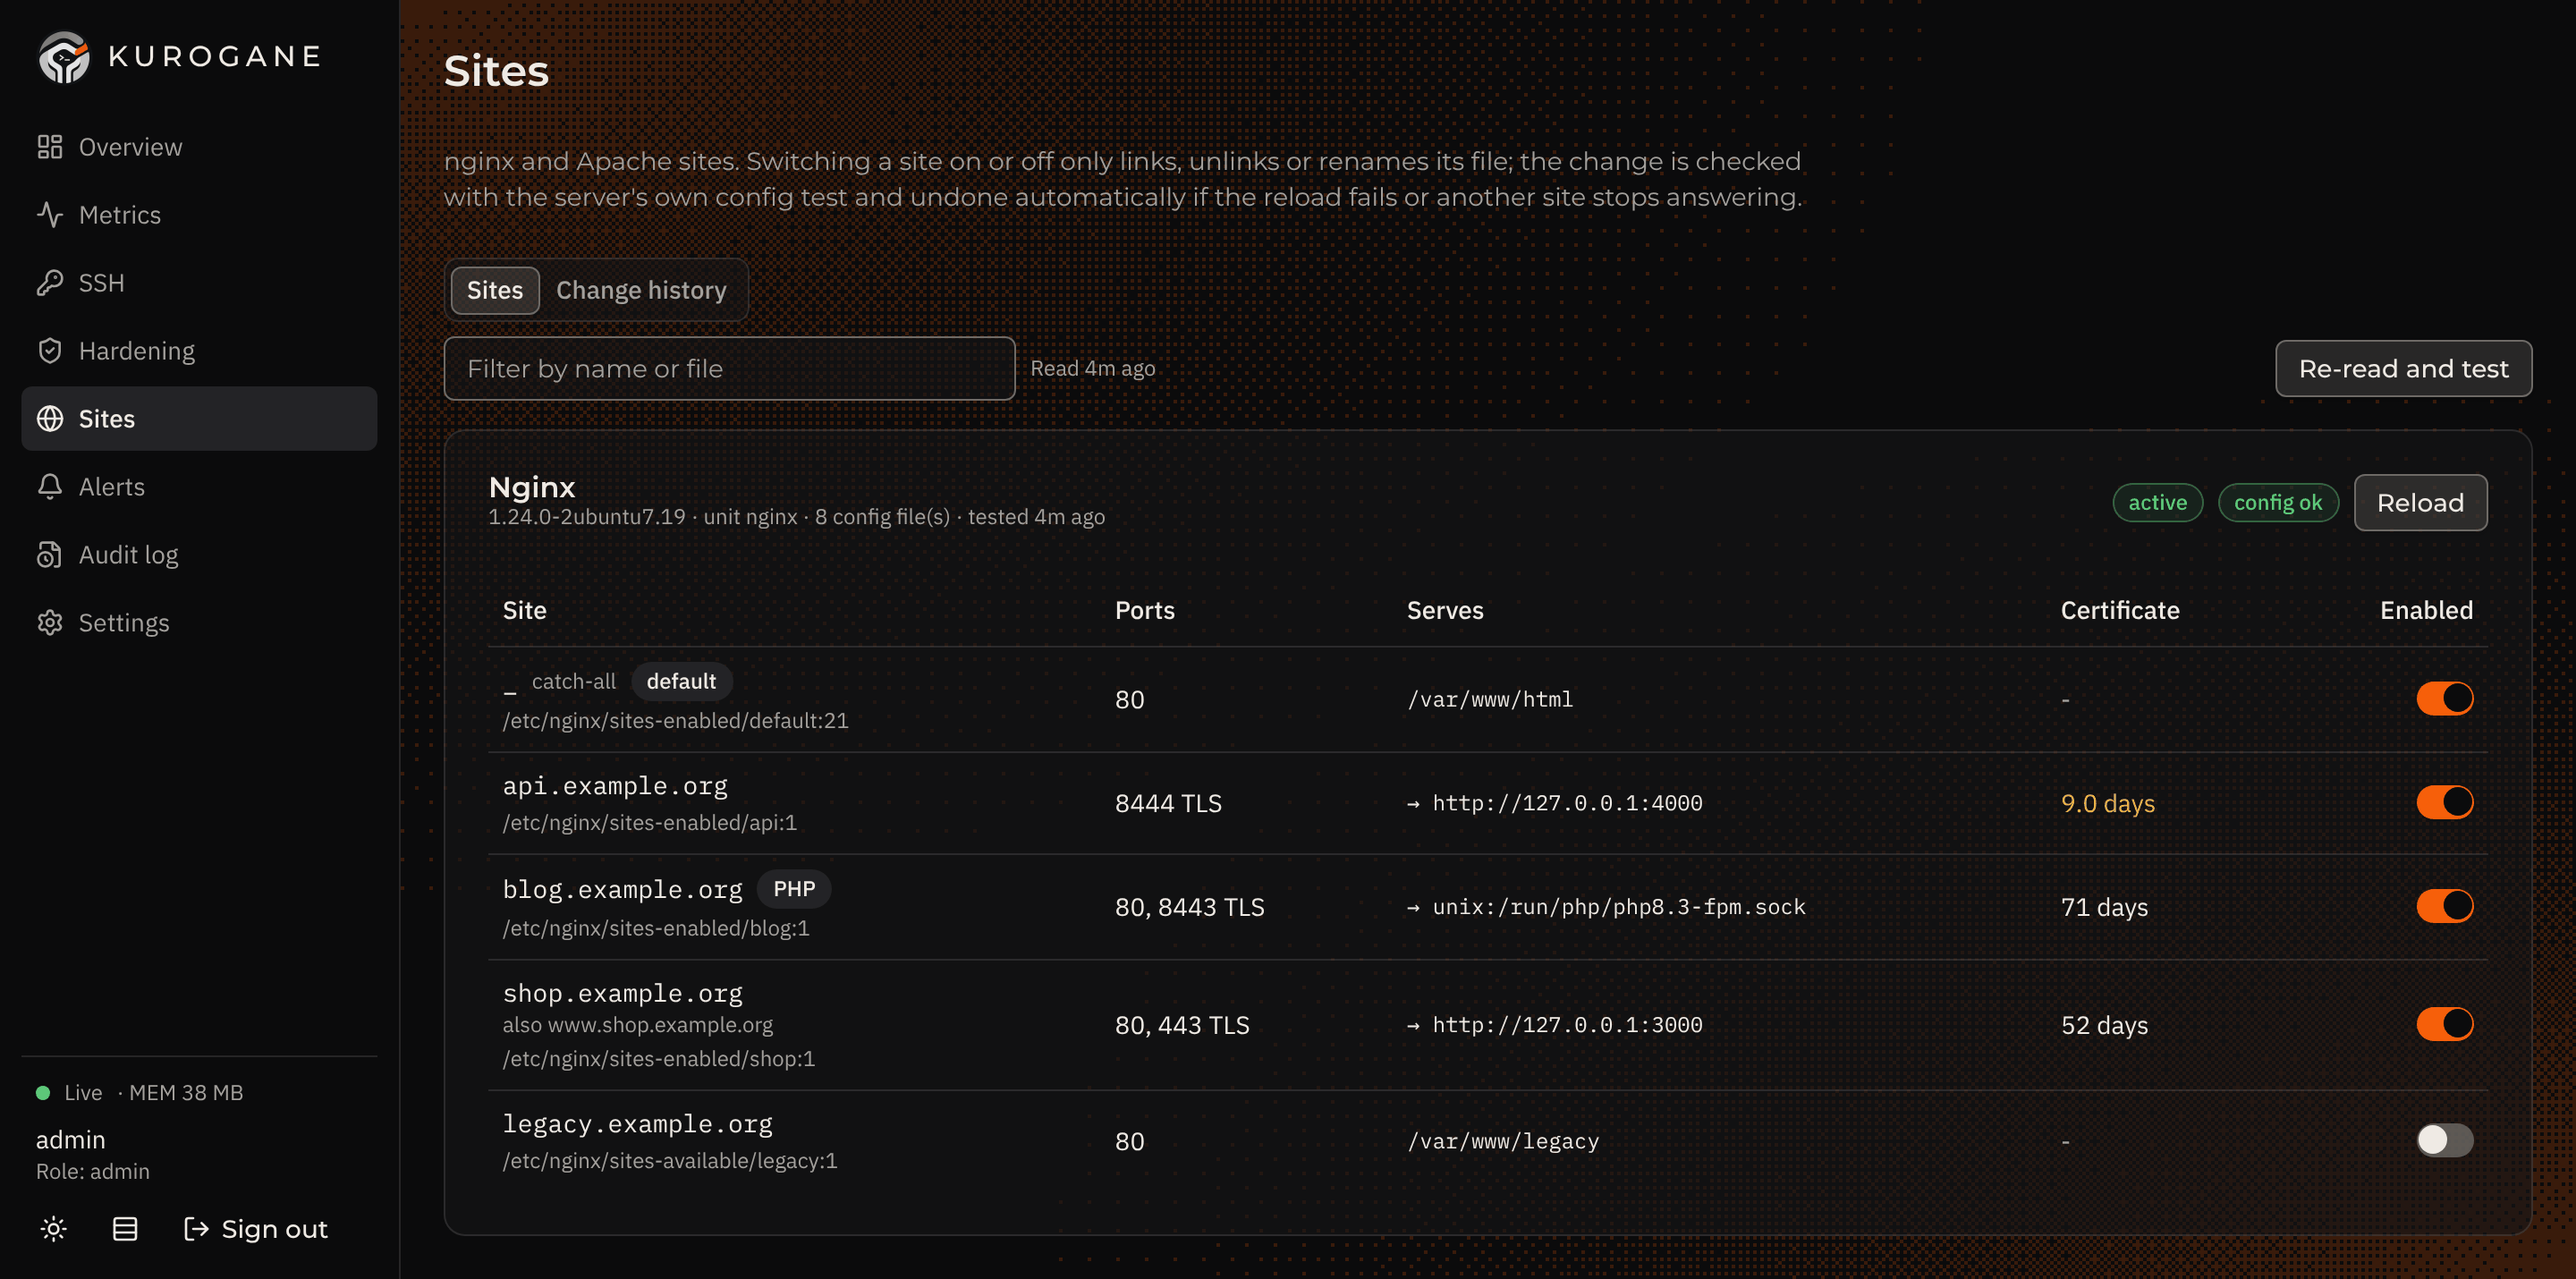 KUROGANE
Overview
Metrics
SSH
Hardening
Sites
Alerts
Audit log
Settings
Live · MEM 38 MB
admin
Role: admin
Sign out
Sites
nginx and Apache sites. Switching a site on or off only links, unlinks or renames its file; the change is checked
with the server's own config test and undone automatically if the reload fails or another site stops answering.
Sites Change history
Filter by name or file Read 4m ago Re-read and test
Nginx
1.24.0-2ubuntu7.19 · unit nginx · 8 config file(s) · tested 4m ago
active config ok Reload
Site Ports Serves Certificate Enabled
_ catch-all default
/etc/nginx/sites-enabled/default:21
80 /var/www/html -
api.example.org
/etc/nginx/sites-enabled/api:1
8444 TLS → http://127.0.0.1:4000 9.0 days
blog.example.org PHP
/etc/nginx/sites-enabled/blog:1
80, 8443 TLS → unix:/run/php/php8.3-fpm.sock 71 days
shop.example.org
also www.shop.example.org
/etc/nginx/sites-enabled/shop:1
80, 443 TLS → http://127.0.0.1:3000 52 days
legacy.example.org
/etc/nginx/sites-available/legacy:1
80 /var/www/legacy -